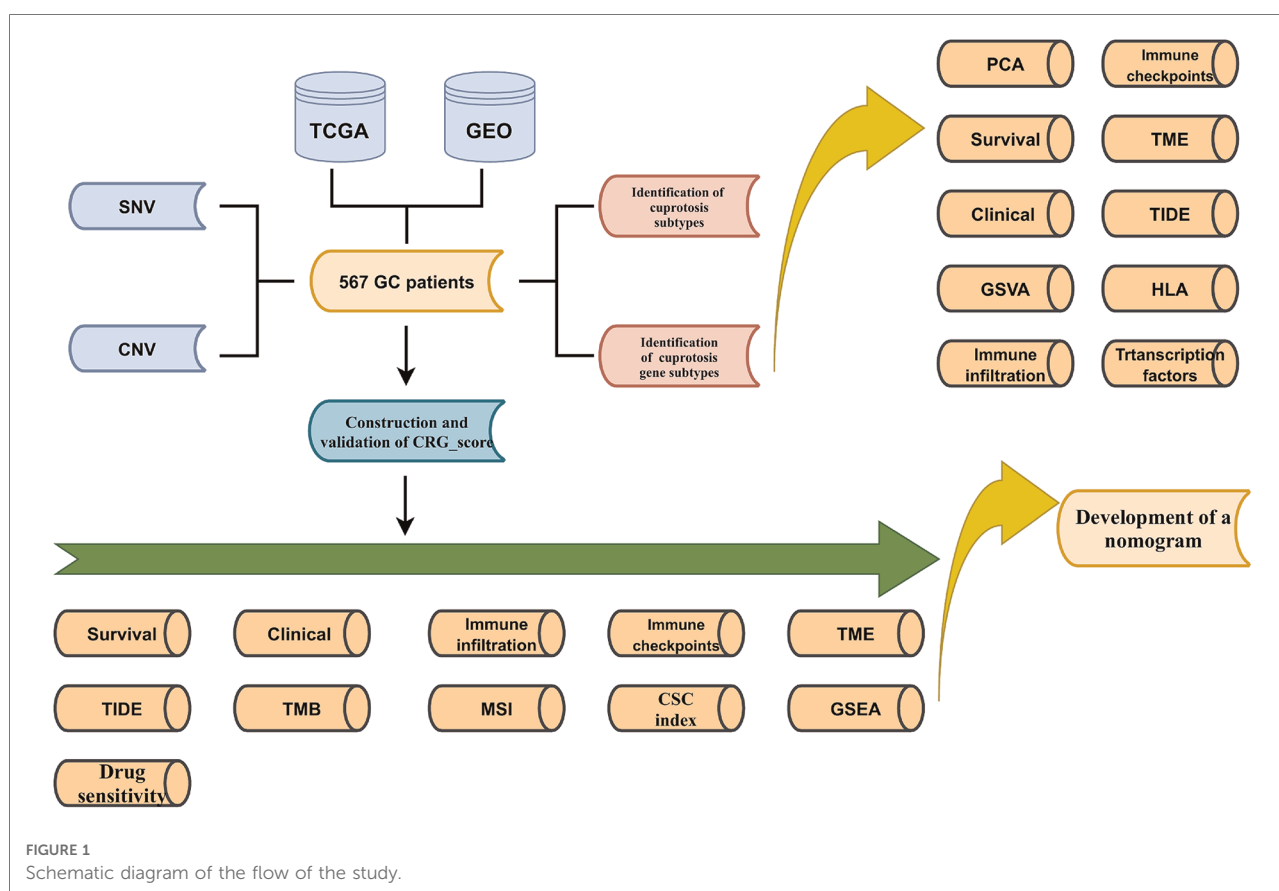 TCGA
GEO
SNV
CNV
567 GC patients
Identification of
cuprotosis
subtypes
Identification
of cuprotosis
gene subtypes
Construction and
validation of CRG_score
PCA
Immune
checkpoints
Survival
TME
Clinical
TIDE
GSVA
HLA
Immune
infiltration
Trtanscription
factors
Development of a
nomogram
Survival
Clinical
Immune
infiltration
Immune
checkpoints
TME
TIDE
TMB
MSI
CSC
index
GSEA
Drug
sensitivity
FIGURE 1
Schematic diagram of the flow of the study.